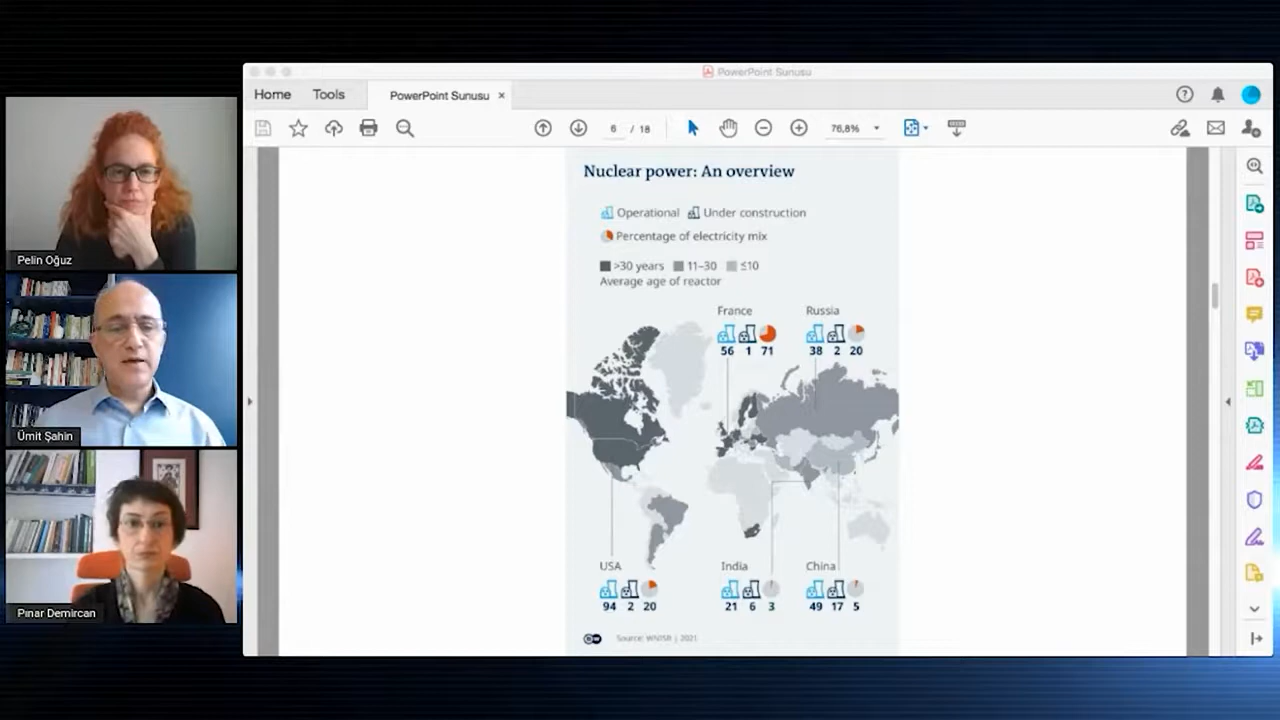 PowerPoint Sunusu
Home Tools PowerPoint Sunusu ×
6 / 18 76,8%
Nuclear power: An overview
Operational Under construction
Percentage of electricity mix
>30 years 11–30 ≤10
Average age of reactor
France Russia
56 1 71 38 2 20
USA India China
94 2 20 21 6 3 49 17 5
DW Source: WNISR | 2021
Pelin Oğuz
Ümit Şahin
Pınar Demircan